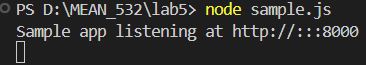 PS D:\MEAN_532\lab5> node sample.js
Sample app listening at http://:::8000